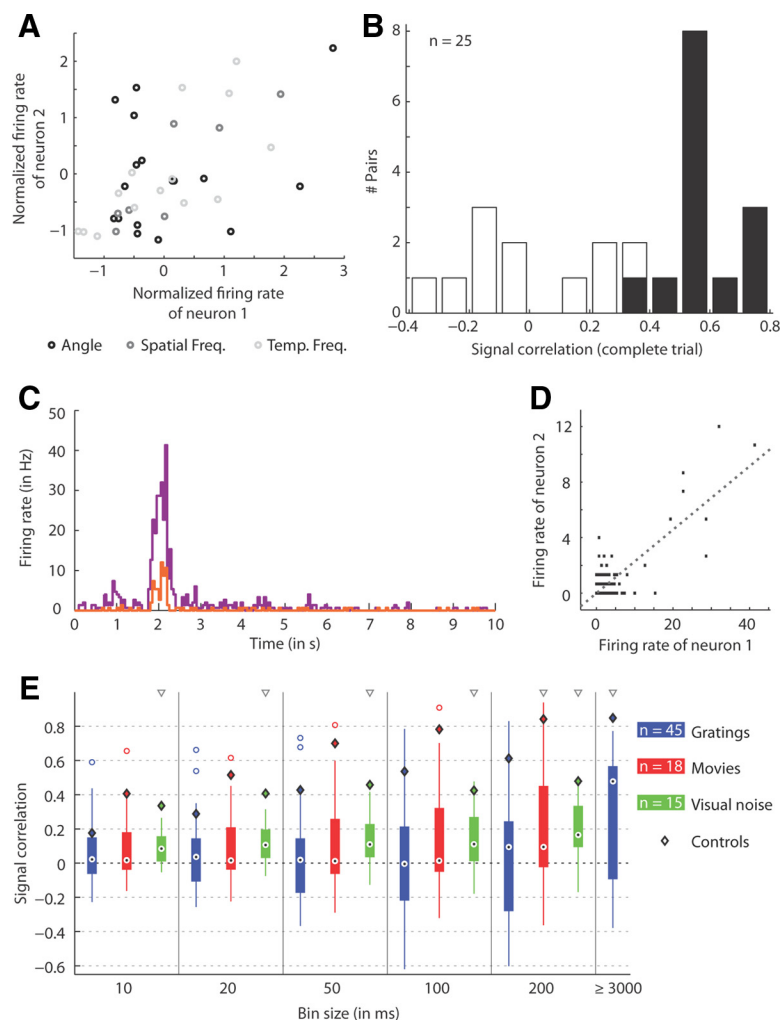 A
Normalized firing rate
of neuron 2
2
1
0
−1
−1 0 1 2 3
Normalized firing rate
of neuron 1
Angle Spatial Freq. Temp. Freq.
B
n = 25
# Pairs
8
6
4
2
0
−0.4 −0.2 0 0.2 0.4 0.6 0.8
Signal correlation (complete trial)
C
Firing rate (in Hz)
50
40
30
20
10
0
0 1 2 3 4 5 6 7 8 9 10
Time (in s)
D
Firing rate of neuron 2
12
8
4
0
0 20 40
Firing rate of neuron 1
E
Signal correlation
0.8
0.6
0.4
0.2
0
−0.2
−0.4
−0.6
10 20 50 100 200 ≥ 3000
Bin size (in ms)
n = 45 Gratings
n = 18 Movies
n = 15 Visual noise
Controls